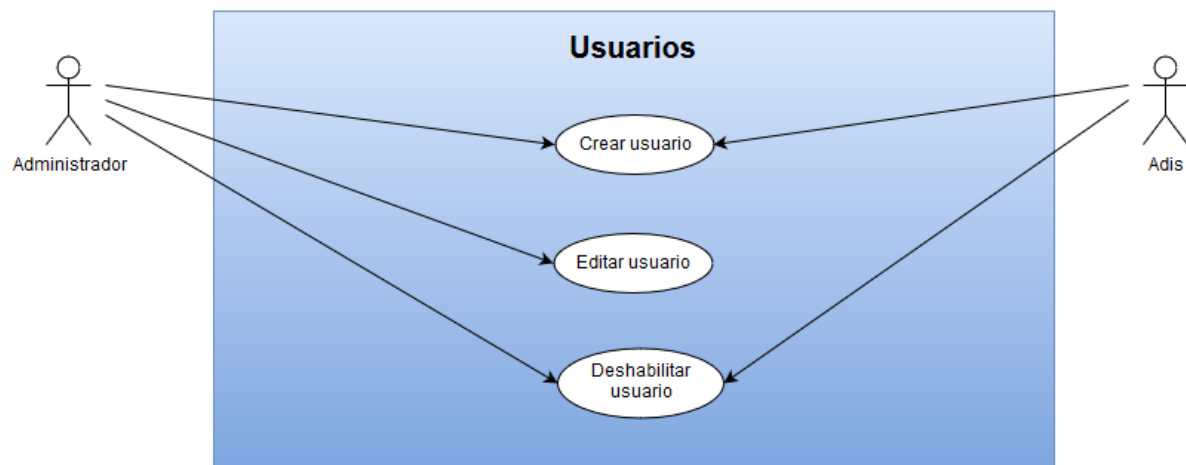 Usuarios
Administrador
Crear usuario
Adis
Editar usuario
Deshabilitar
usuario